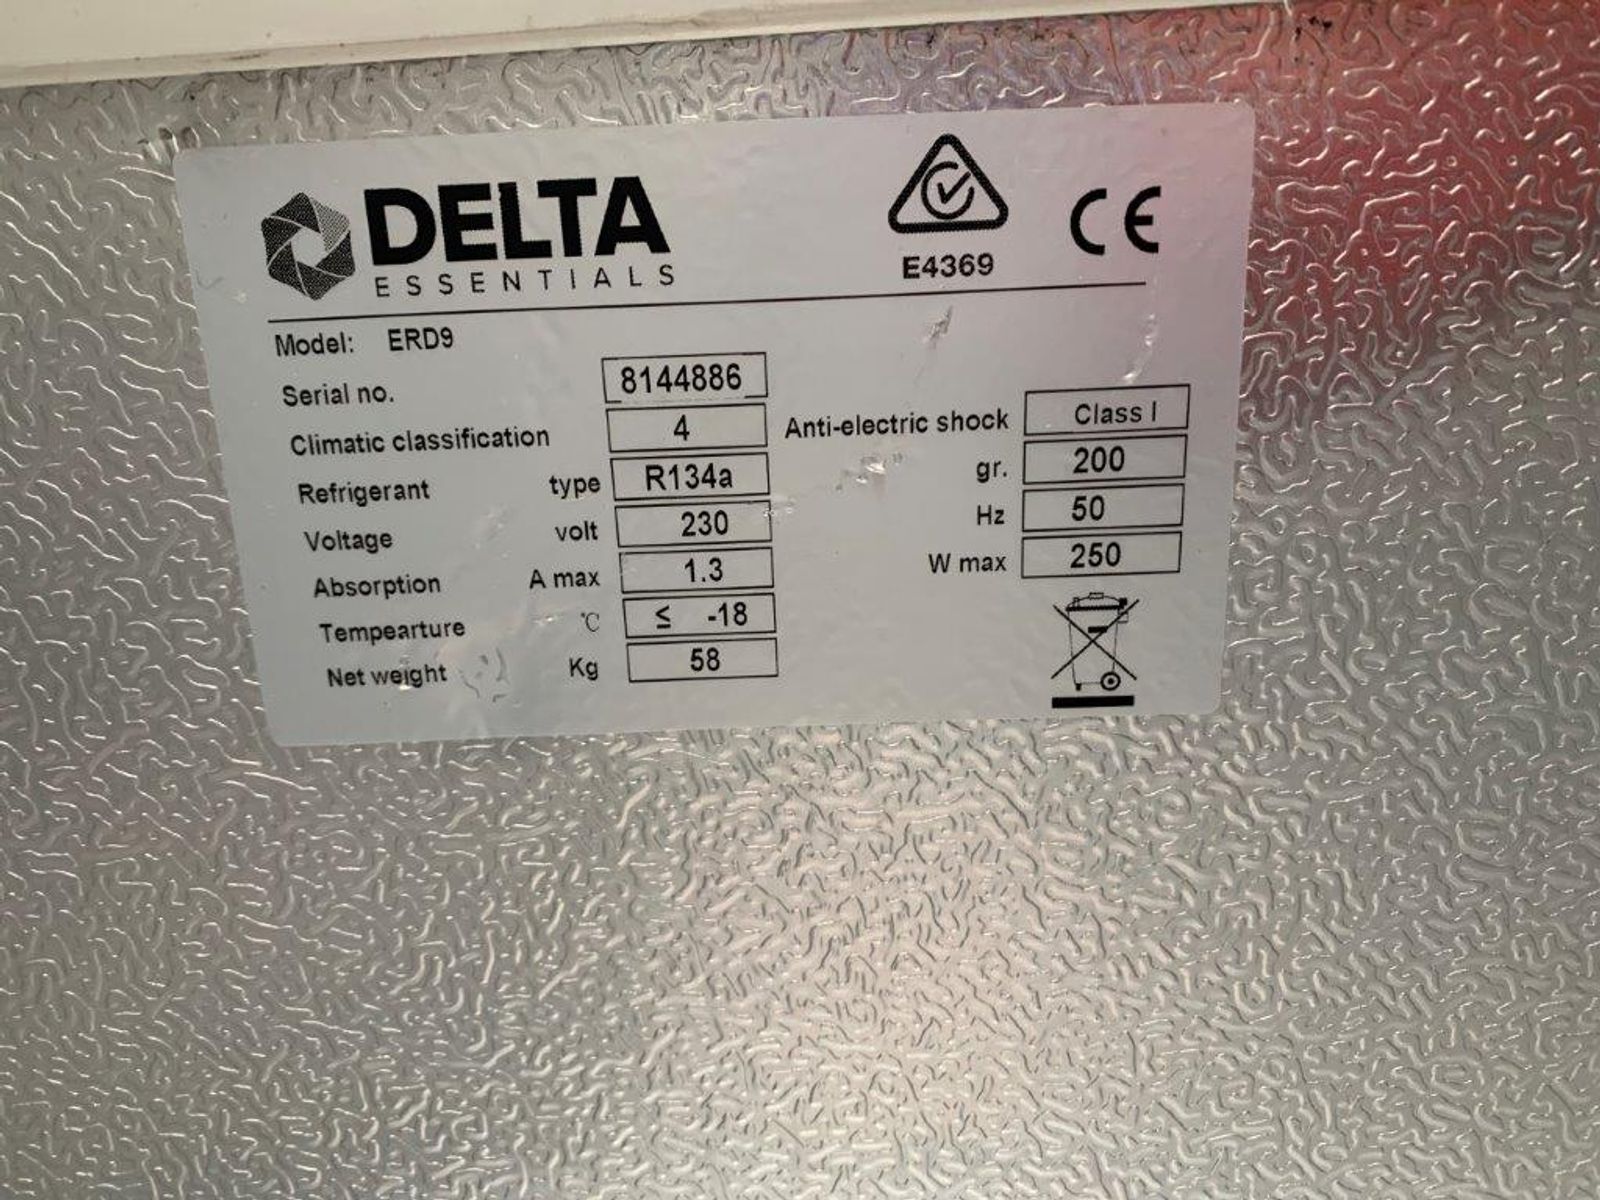 DELTA
ESSENTIALS
E4369
CE
Model: ERD9
Serial no. 8144886
Climatic classification 4 Anti-electric shock Class I
Refrigerant type R134a gr. 200
Voltage volt 230 Hz 50
Absorption A max 1.3 W max 250
Tempearture ℃ ≤ -18
Net weight Kg 58